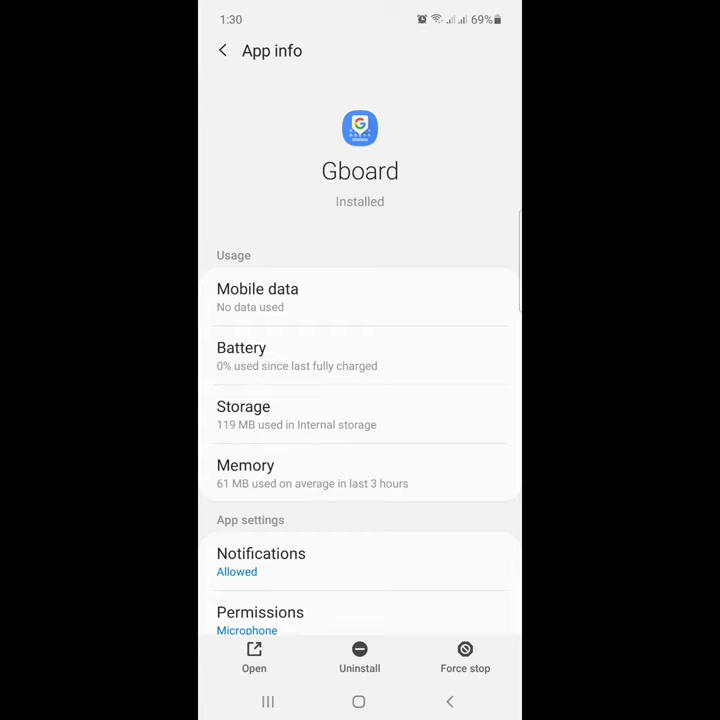 1:30
69%
App info
Gboard
Installed
Usage
Mobile data
No data used
Battery
0% used since last fully charged
Storage
119 MB used in Internal storage
Memory
61 MB used on average in last 3 hours
App settings
Notifications
Allowed
Permissions
Microphone
Open
Uninstall
Force stop